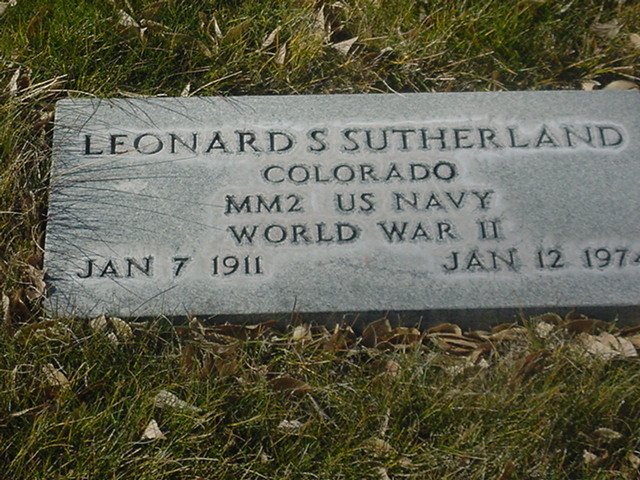 LEONARD S SUTHERLAND
COLORADO
MM2 US NAVY
WORLD WAR II
JAN 7 1911 JAN 12 1974